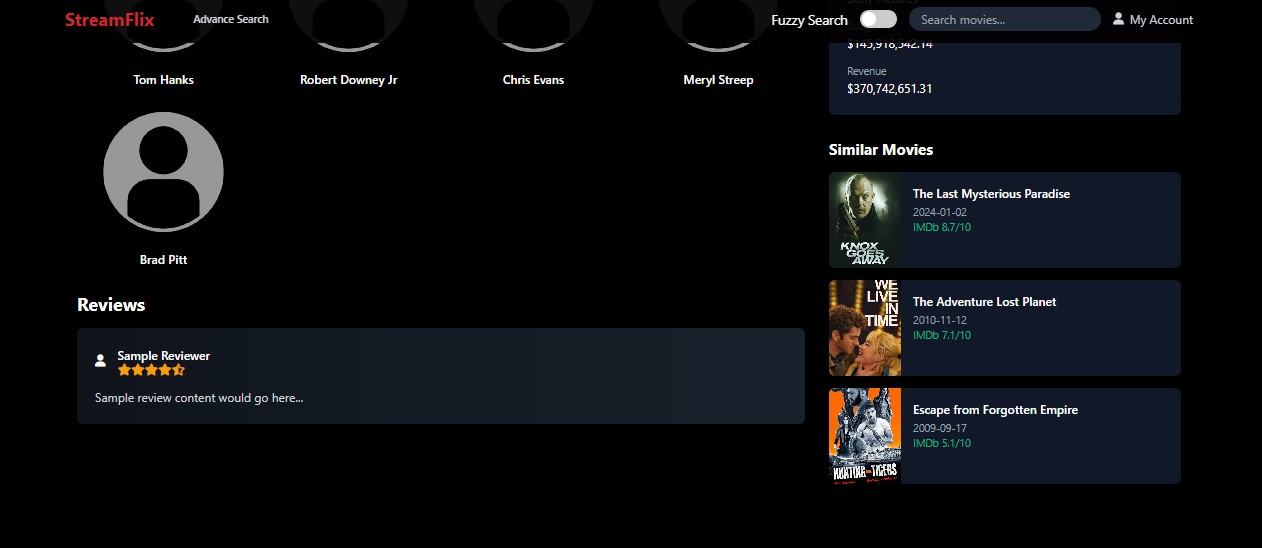 StreamFlix
Advance Search
Fuzzy Search
Search movies...
My Account
Tom Hanks
Robert Downey Jr
Chris Evans
Meryl Streep
Brad Pitt
Reviews
Sample Reviewer
Sample review content would go here...
Sony Pictures
$145,918,542.14
Revenue
$370,742,651.31
Similar Movies
KNOX
GOES
AWAY
The Last Mysterious Paradise
2024-01-02
IMDb 8.7/10
WE
LIVE
IN
TIME
The Adventure Lost Planet
2010-11-12
IMDb 7.1/10
Escape from Forgotten Empire
2009-09-17
IMDb 5.1/10